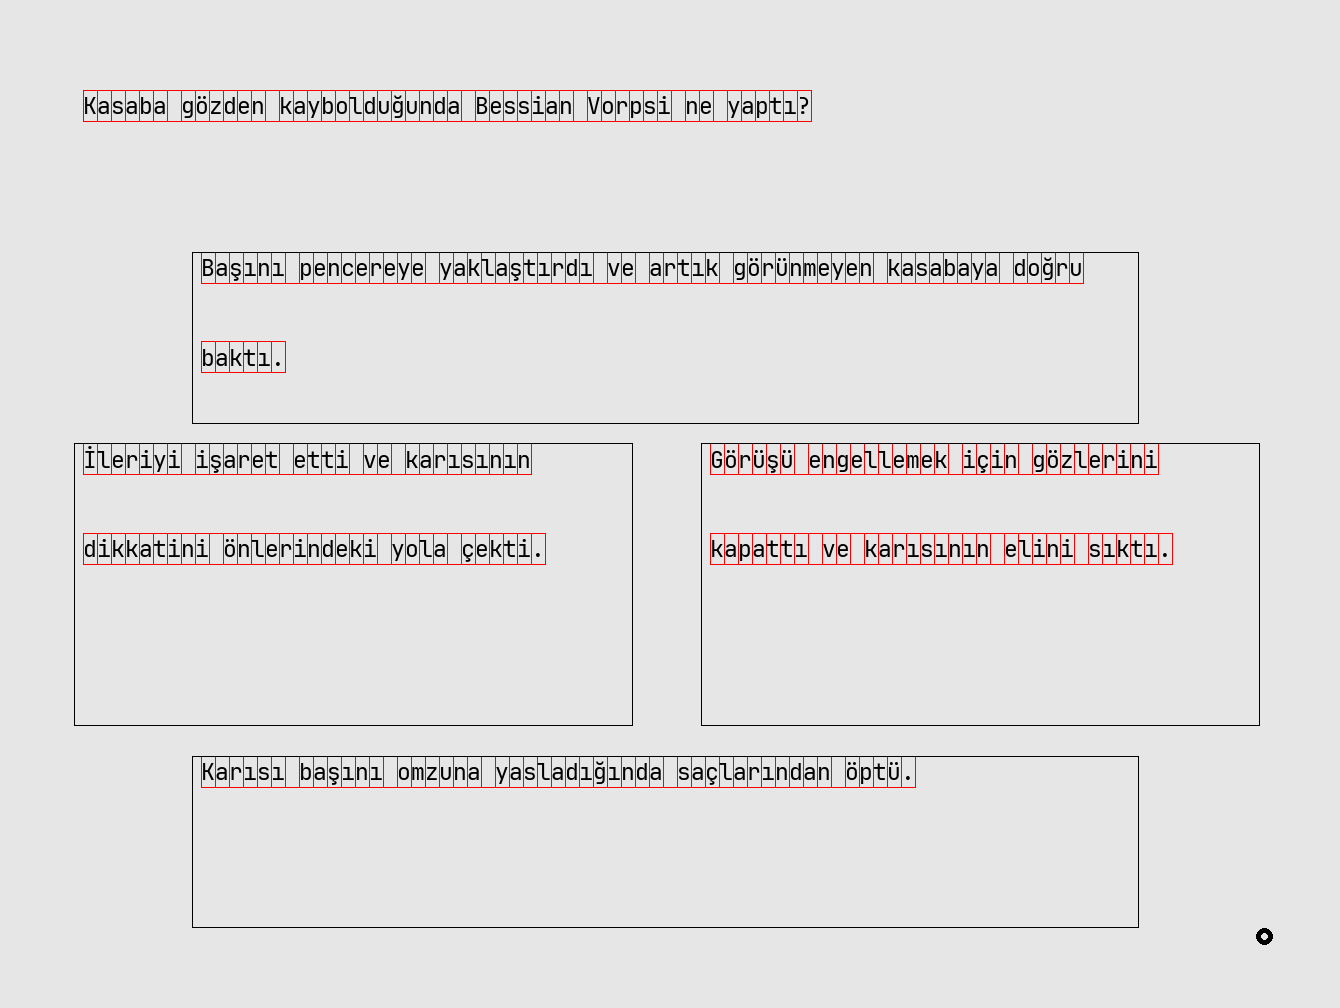 Kasaba gözden kaybolduğunda Bessian Vorpsi ne yaptı?
Başını pencereye yaklaştırdı ve artık görünmeyen kasabaya doğru
baktı.
İleriyi işaret etti ve karısının
dikkatini önlerindeki yola çekti.
Görüşü engellemek için gözlerini
kapattı ve karısının elini sıktı.
Karısı başını omzuna yasladığında saçlarından öptü.